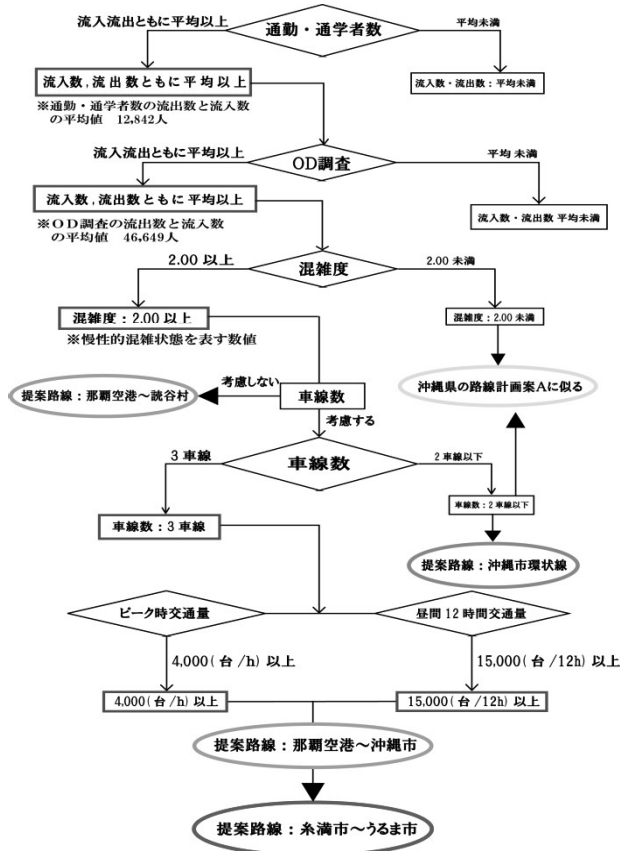 通勤・通学者数
流入流出ともに平均以上
平均未満
流入数,流出数ともに平均以上
流入数・流出数:平均未満
※通勤・通学者数の流出数と流入数
の平均値 12,842人
流入流出ともに平均以上
OD調査
平均 未満
流入数,流出数ともに平均以上
流入数・流出数 平均未満
※OD調査の流出数と流入数
の平均値 46,649人
2.00 以上
混雑度
2.00 未満
混雑度:2.00 以上
混雑度:2.00 未満
※慢性的混雑状態を表す数値
提案路線:那覇空港～読谷村
考慮しない
車線数
沖縄県の路線計画案Aに似る
考慮する
3 車線
車線数
2 車線以下
車線数:3 車線
車線数:2 車線以下
提案路線:沖縄市環状線
ピーク時交通量
昼間 12 時間交通量
4,000(台 /h) 以上
15,000(台 /12h) 以上
4,000(台 /h) 以上
15,000(台 /12h) 以上
提案路線:那覇空港～沖縄市
提案路線:糸満市～うるま市